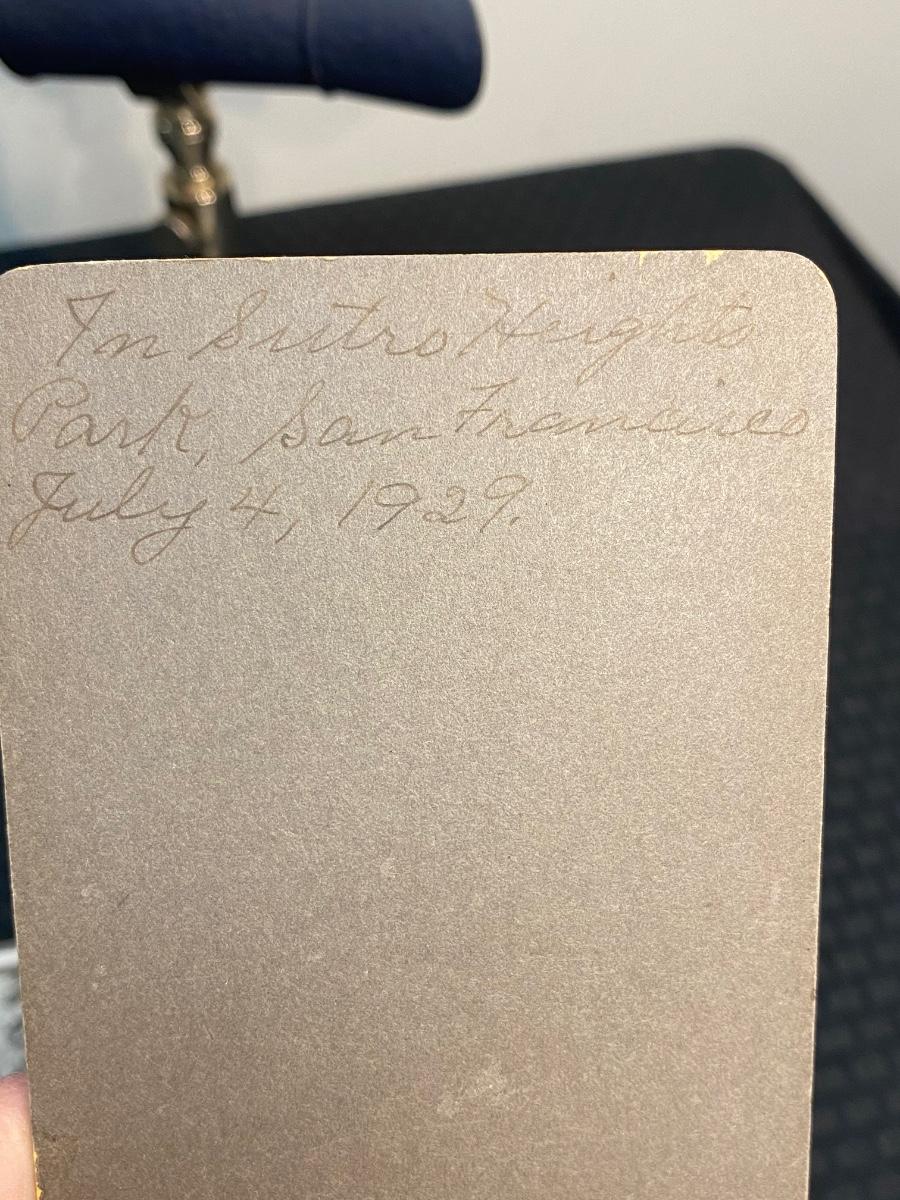 In Sutro Heights
Park, San Francisco
July 4, 1929.